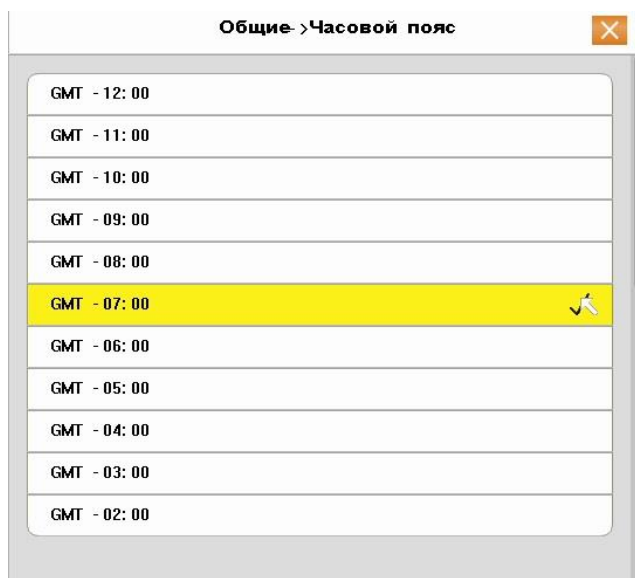 Общие->Часовой пояс
GMT - 12: 00
GMT - 11: 00
GMT - 10: 00
GMT - 09: 00
GMT - 08: 00
GMT - 07: 00
GMT - 06: 00
GMT - 05: 00
GMT - 04: 00
GMT - 03: 00
GMT - 02: 00